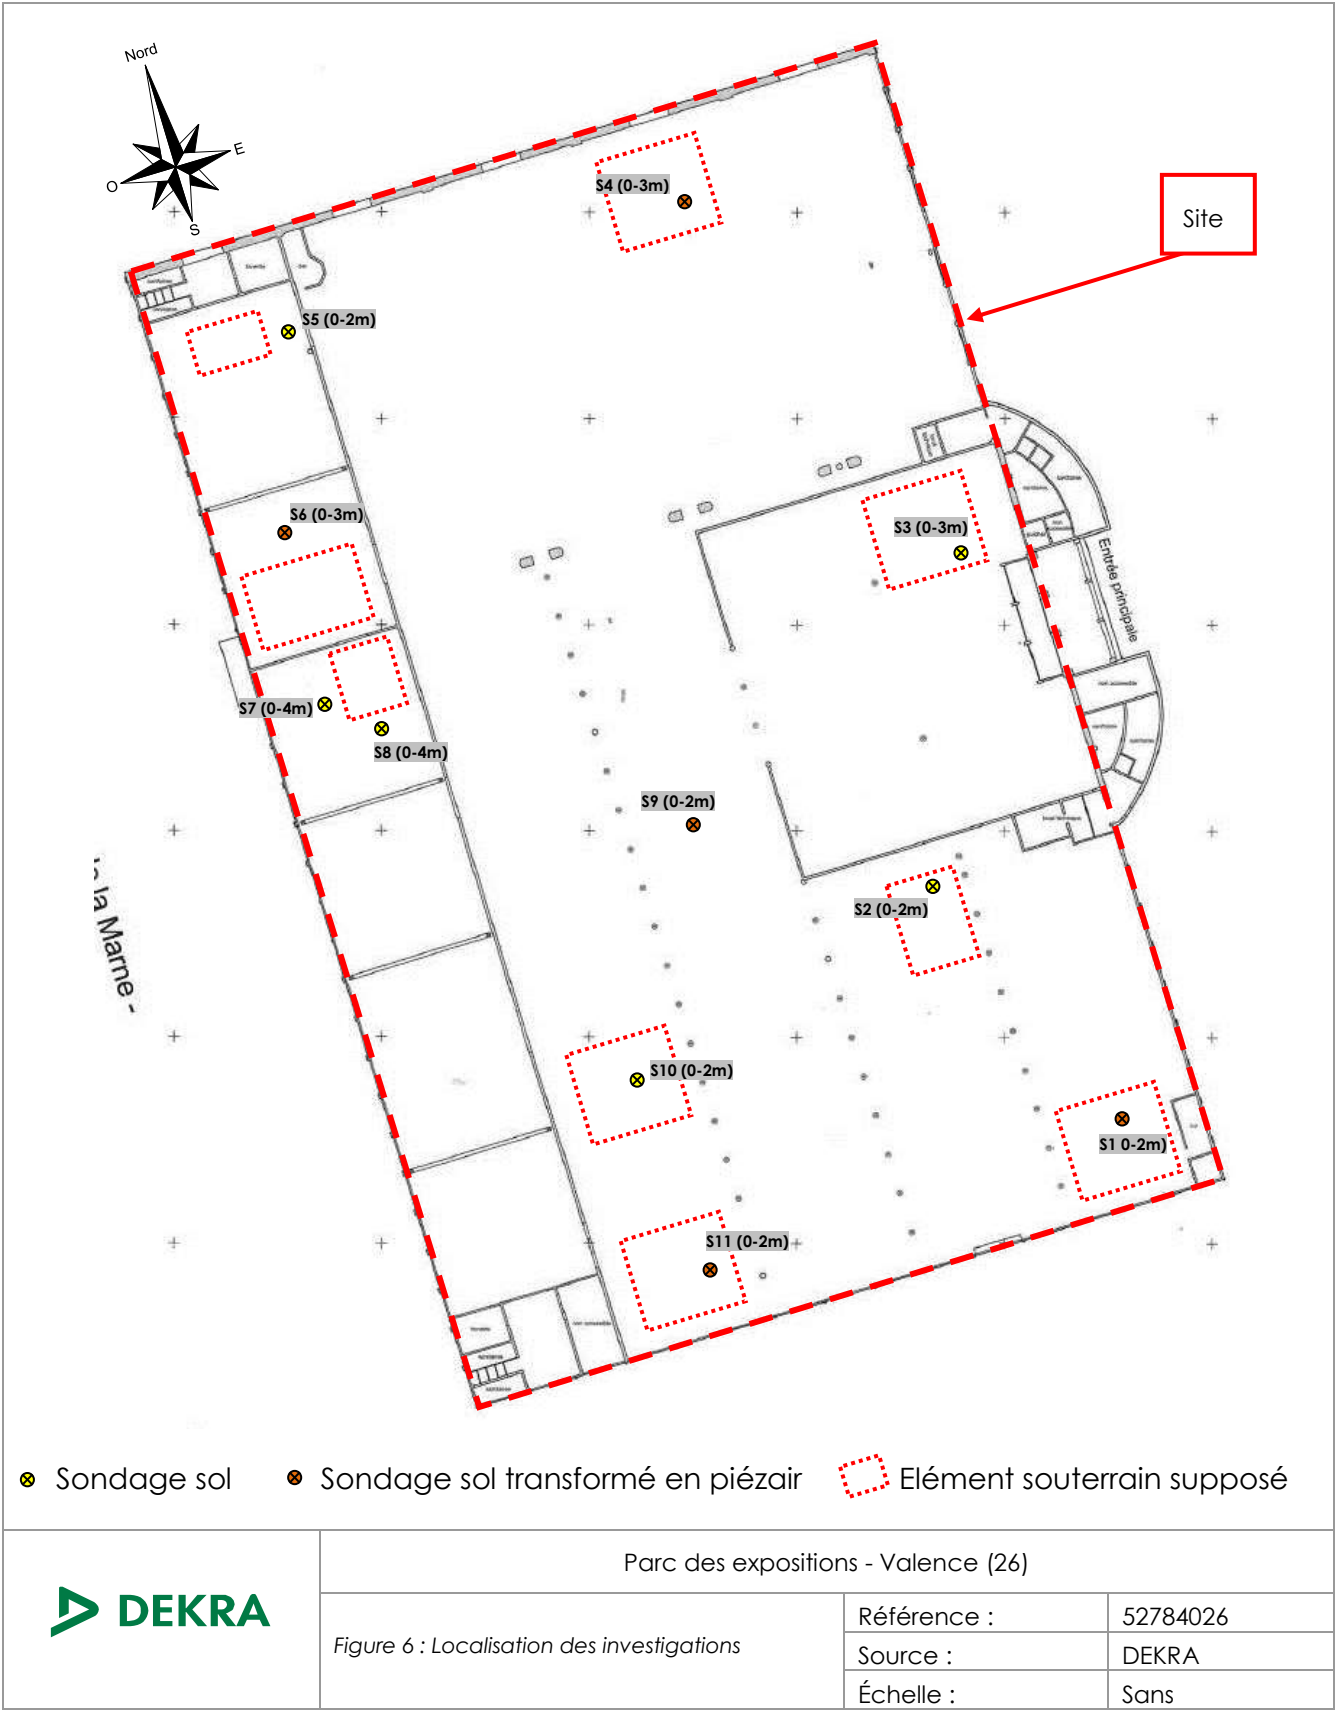 Nord
E
O
S
Site
S4 (0-3m)
S5 (0-2m)
S6 (0-3m)
S3 (0-3m)
Entrée principale
S7 (0-4m)
S8 (0-4m)
S9 (0-2m)
S2 (0-2m)
la Marne -
S10 (0-2m)
S1 0-2m)
S11 (0-2m)
Sondage sol
Sondage sol transformé en piézair
Elément souterrain supposé
DEKRA
Parc des expositions - Valence (26)
Figure 6 : Localisation des investigations
Référence :
52784026
Source :
DEKRA
Échelle :
Sans